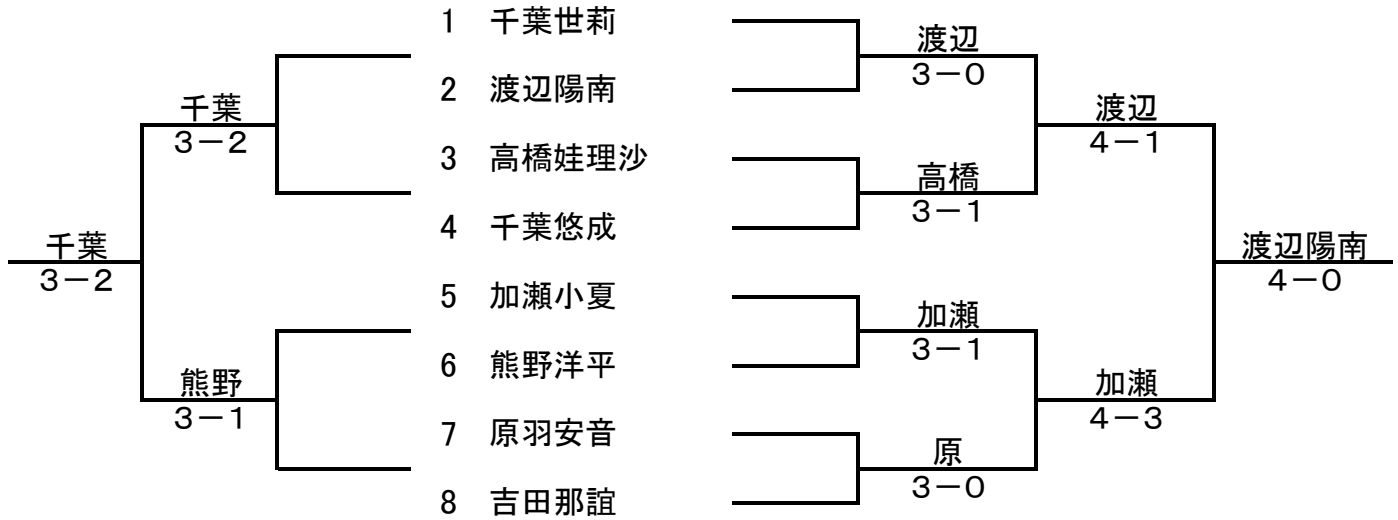 1 千葉世莉
渡辺
3－0
2 渡辺陽南
千葉
3－2
渡辺
4－1
3 高橋娃理沙
高橋
3－1
4 千葉悠成
千葉
3－2
渡辺陽南
4－0
5 加瀬小夏
加瀬
3－1
6 熊野洋平
熊野
3－1
加瀬
4－3
7 原羽安音
原
3－0
8 吉田那誼